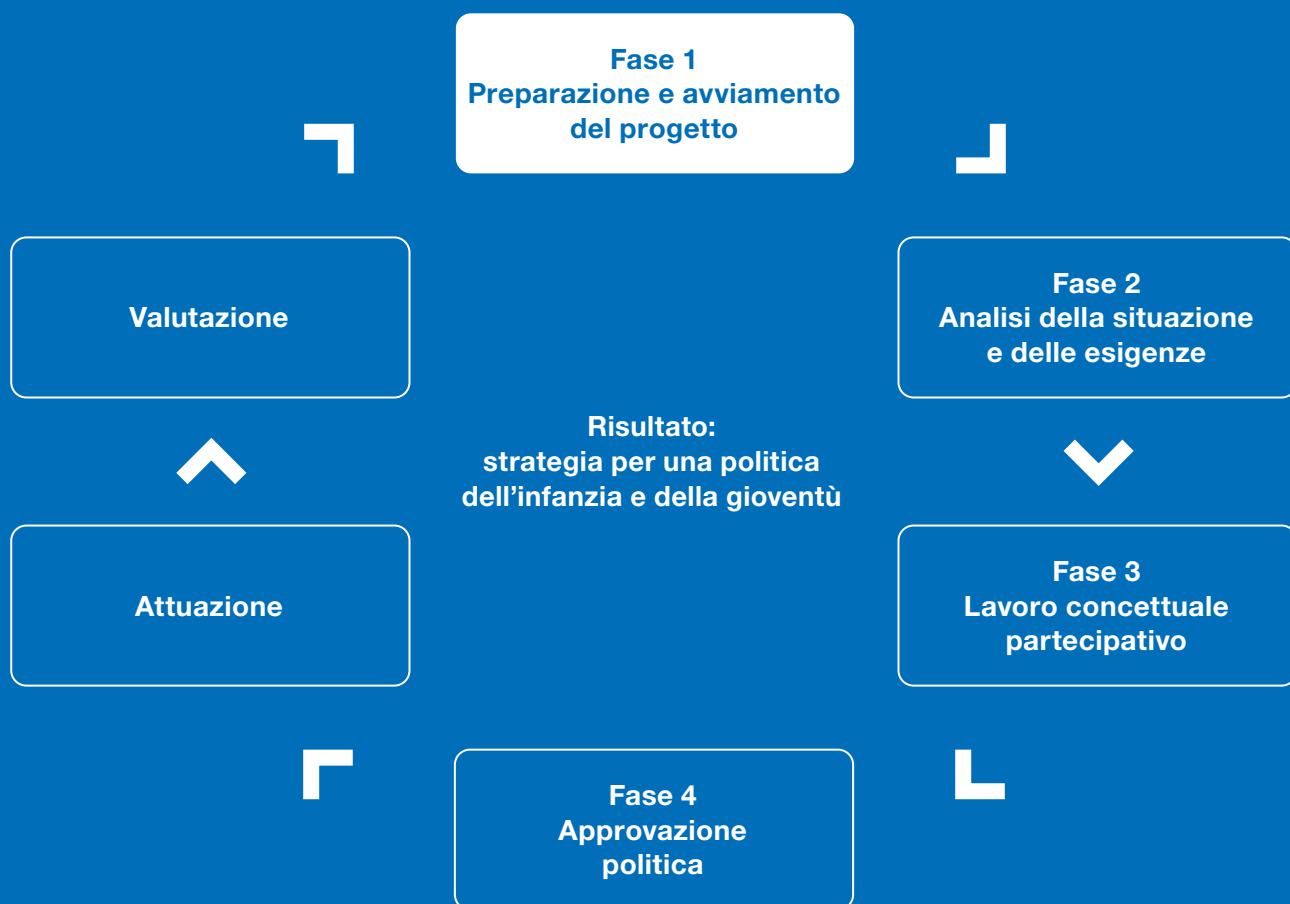 Fase 1
Preparazione e avviamento
del progetto
Valutazione
Fase 2
Analisi della situazione
e delle esigenze
Risultato:
strategia per una politica
dell’infanzia e della gioventù
Attuazione
Fase 3
Lavoro concettuale
partecipativo
Fase 4
Approvazione
politica